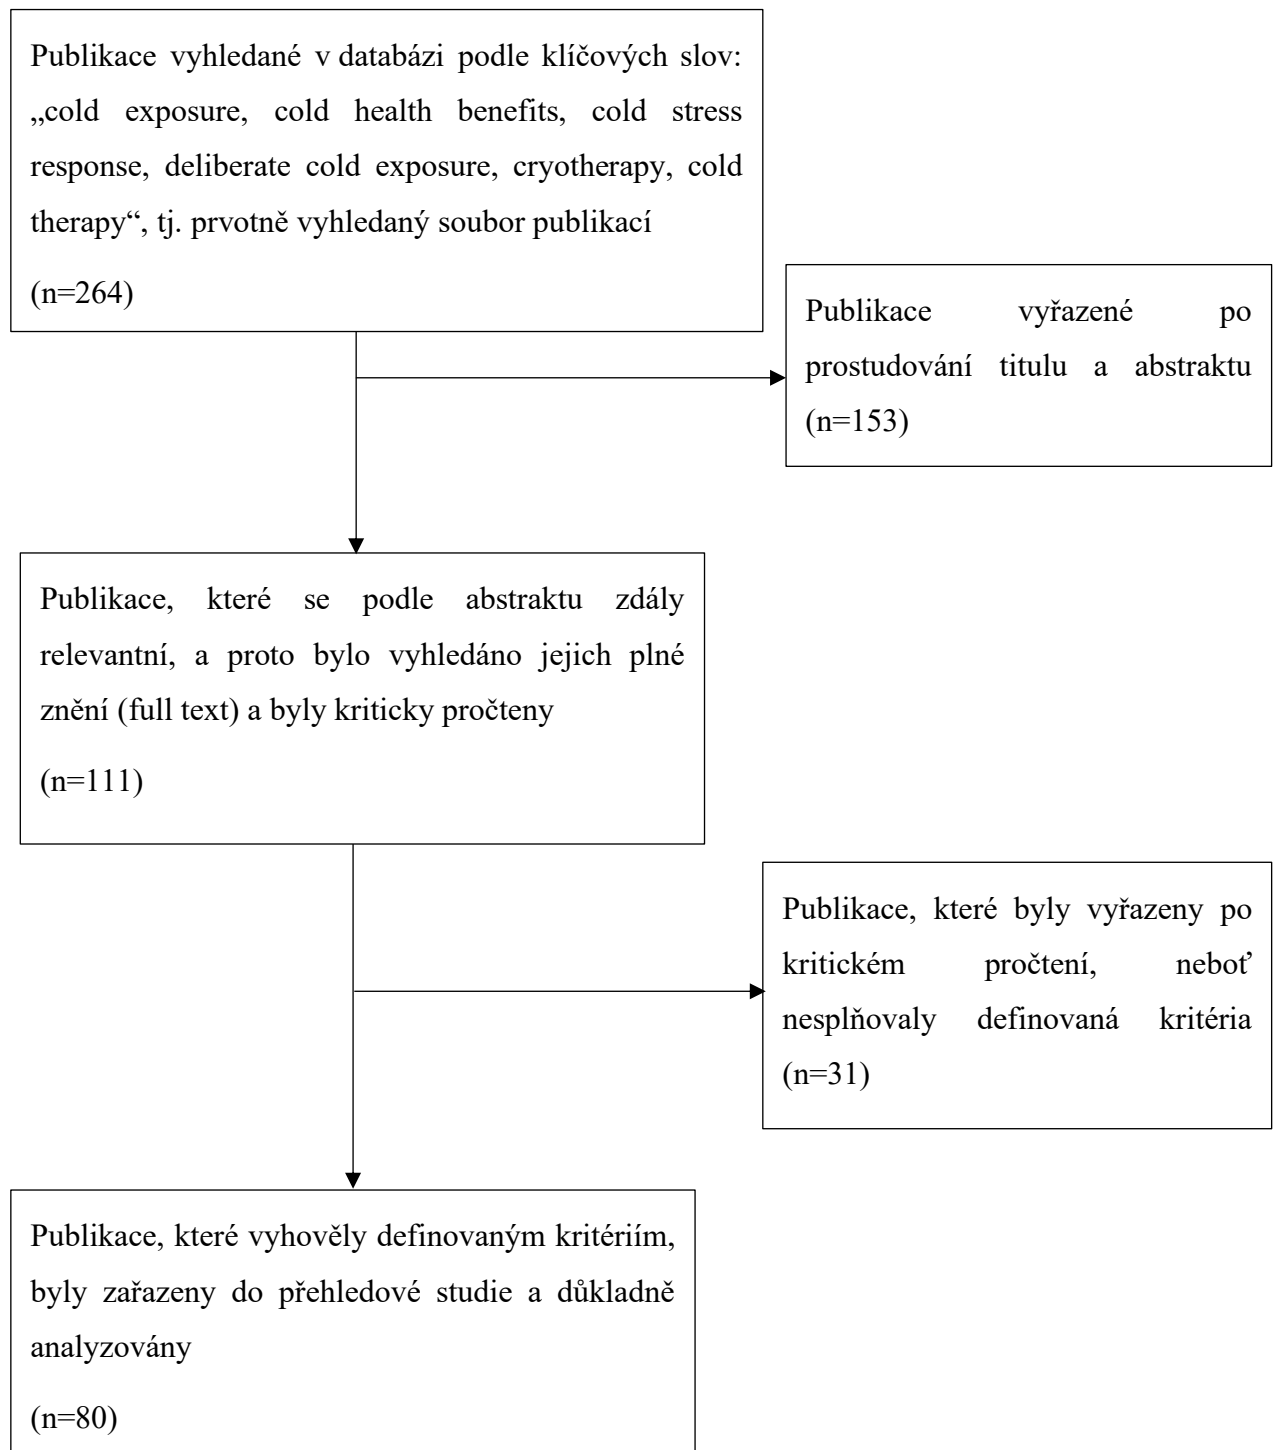 Publikace vyhledané v databázi podle klíčových slov:
„cold exposure, cold health benefits, cold stress
response, deliberate cold exposure, cryotherapy, cold
therapy“, tj. prvotně vyhledaný soubor publikací
(n=264)
Publikace vyřazené po
prostudování titulu a abstraktu
(n=153)
Publikace, které se podle abstraktu zdály
relevantní, a proto bylo vyhledáno jejich plné
znění (full text) a byly kriticky pročteny
(n=111)
Publikace, které byly vyřazeny po
kritickém pročtení, neboť
nesplňovaly definovaná kritéria
(n=31)
Publikace, které vyhověly definovaným kritériím,
byly zařazeny do přehledové studie a důkladně
analyzovány
(n=80)